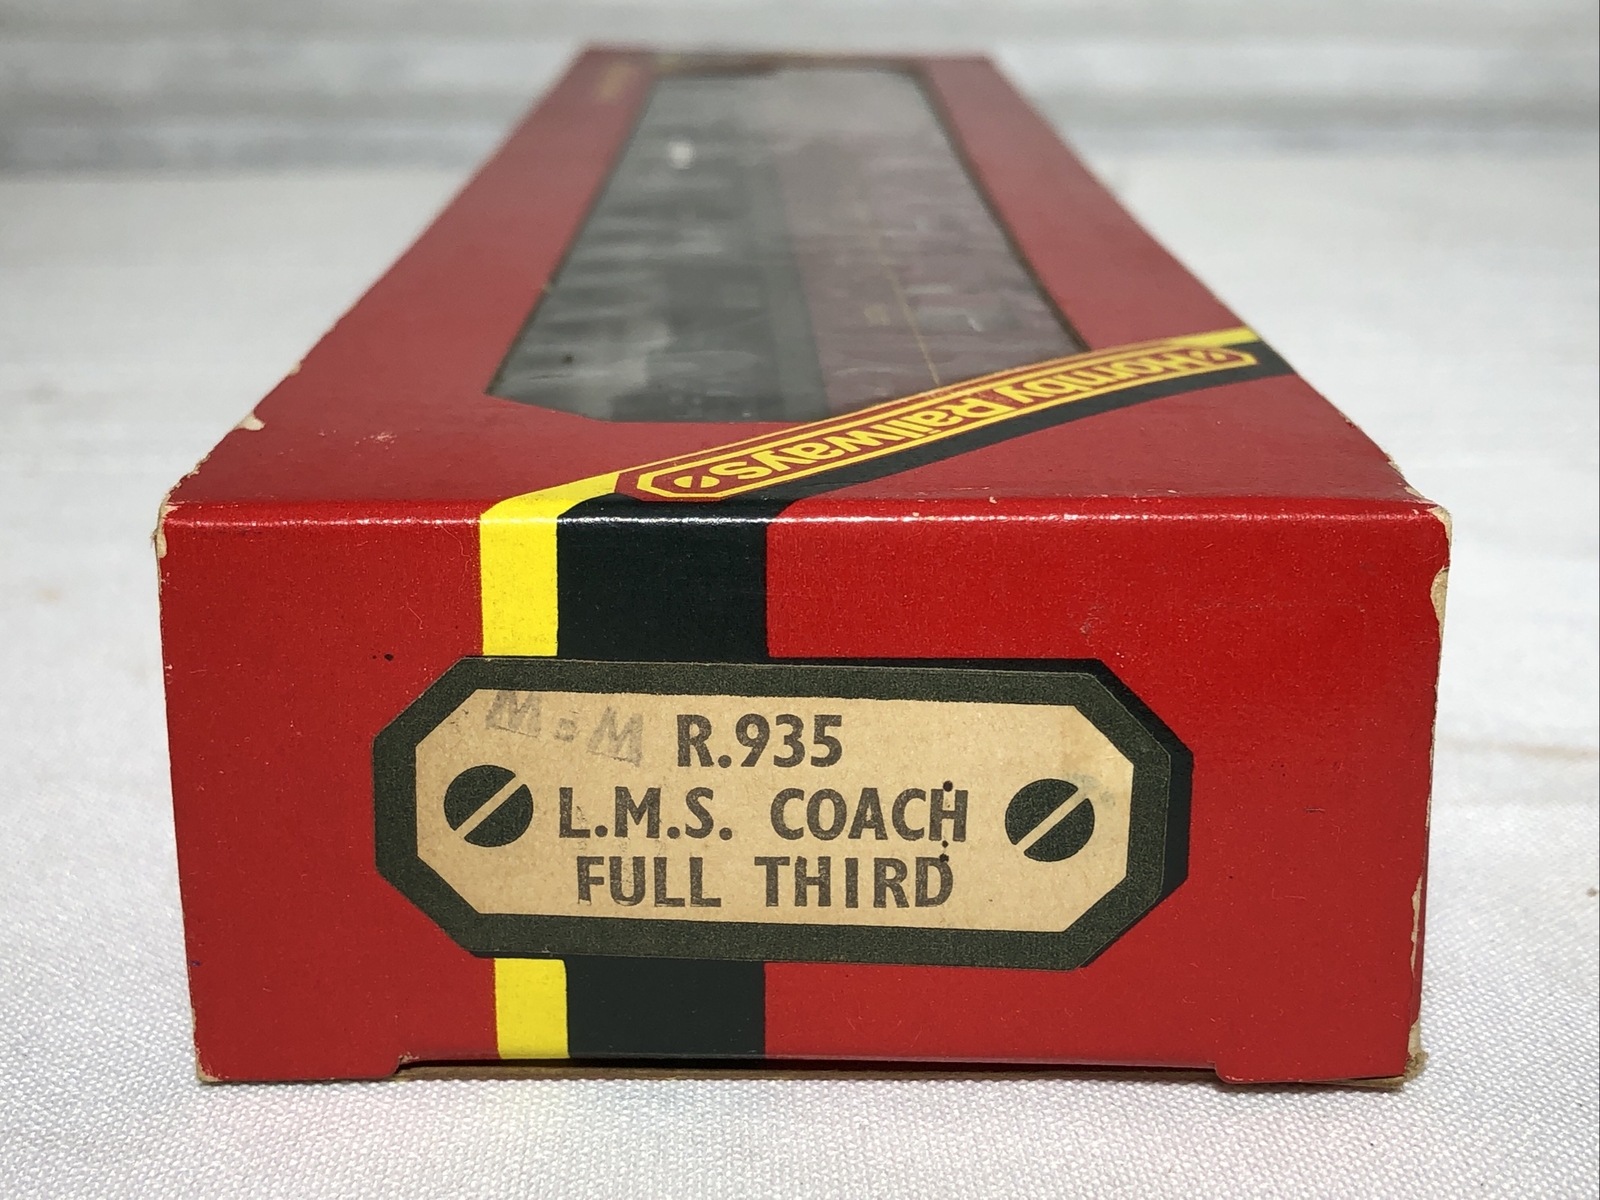 Hornby Railways
R.935
L.M.S. COACH
FULL THIRD